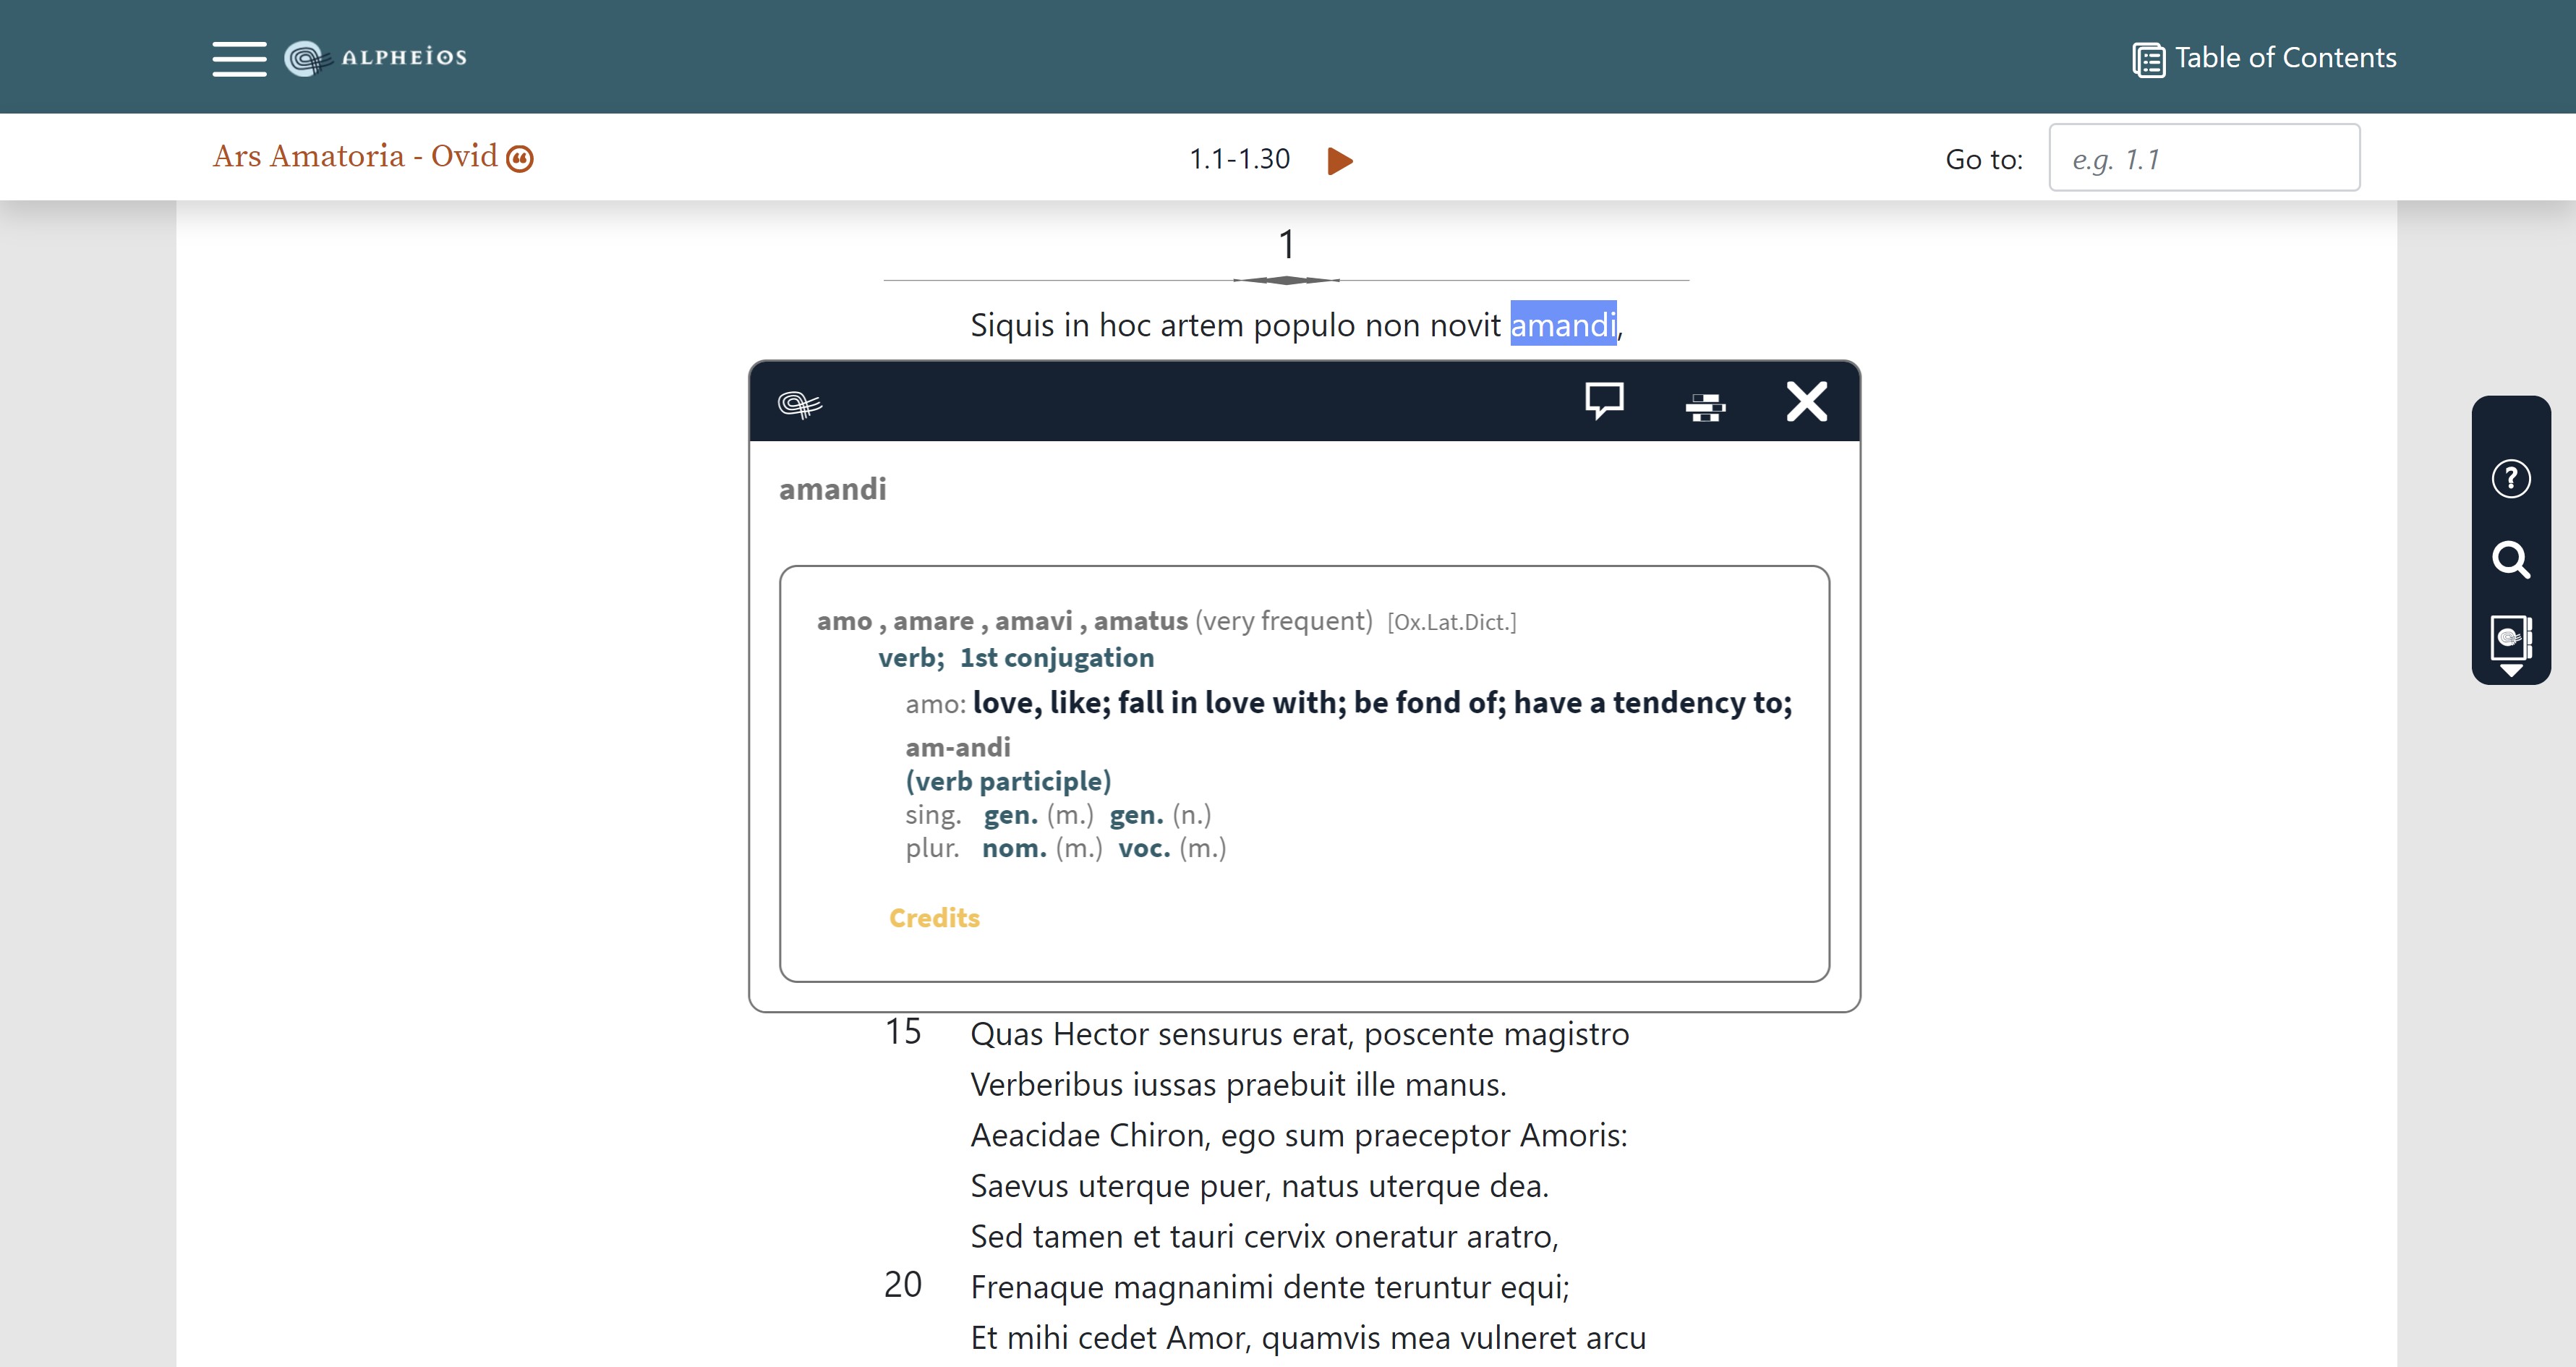 ALPHEIOS
Table of Contents
Ars Amatoria - Ovid
1.1-1.30
Go to:
e.g. 1.1
1
Siquis in hoc artem populo non novit amandi,
amandi
amo , amare , amavi , amatus (very frequent) [Ox.Lat.Dict.]
verb; 1st conjugation
amo: love, like; fall in love with; be fond of; have a tendency to;
am-andi
(verb participle)
sing. gen. (m.) gen. (n.)
plur. nom. (m.) voc. (m.)
Credits
15 Quas Hector sensurus erat, poscente magistro
Verberibus iussas praebuit ille manus.
Aeacidae Chiron, ego sum praeceptor Amoris:
Saevus uterque puer, natus uterque dea.
Sed tamen et tauri cervix oneratur aratro,
20 Frenaque magnanimi dente teruntur equi;
Et mihi cedet Amor, quamvis mea vulneret arcu